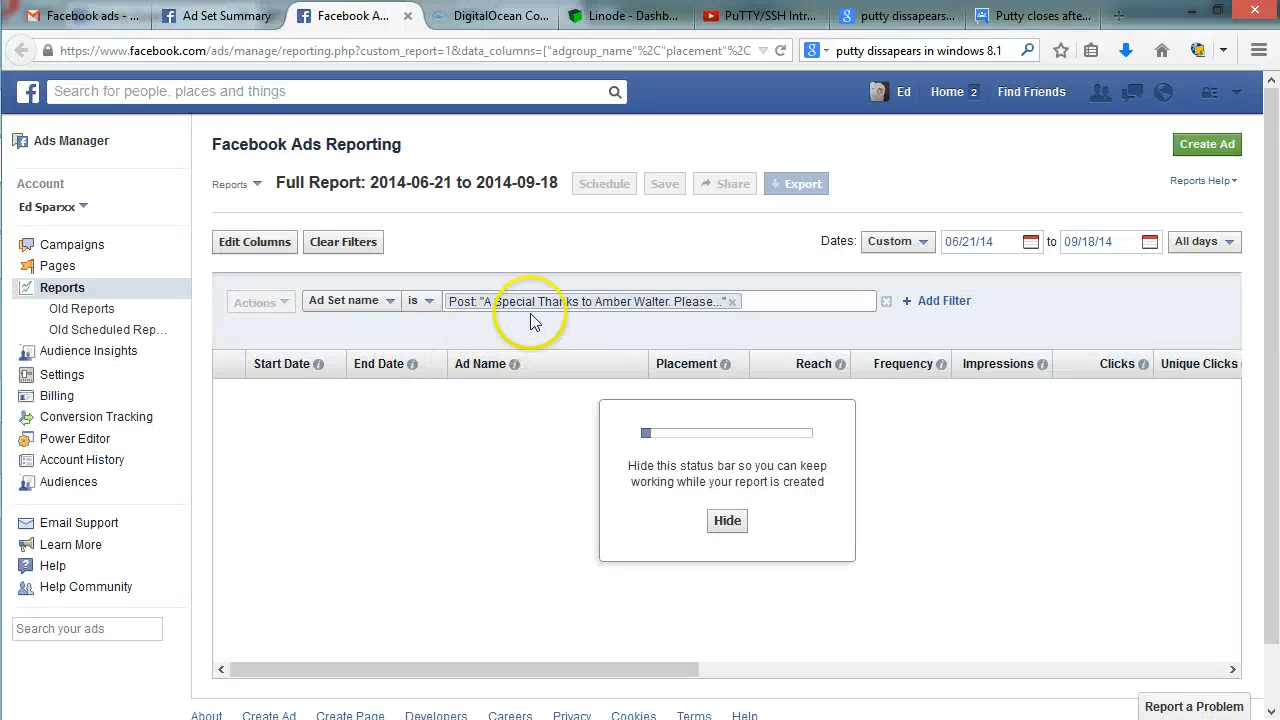 Facebook ads - ...
Ad Set Summary
Facebook A...
DigitalOcean Co...
Linode - Dashb...
PuTTY/SSH Intr...
putty dissapears...
Putty closes afte...
https://www.facebook.com/ads/manage/reporting.php?custom_report=1&data_columns=["adgroup_name"%2C"placement"%2C
putty dissapears in windows 8.1
Search for people, places and things
Ed
Home 2
Find Friends
Ads Manager
Account
Ed Sparxx
Campaigns
Pages
Reports
Old Reports
Old Scheduled Rep...
Audience Insights
Settings
Billing
Conversion Tracking
Power Editor
Account History
Audiences
Email Support
Learn More
Help
Help Community
Search your ads
Facebook Ads Reporting
Create Ad
Reports
Full Report: 2014-06-21 to 2014-09-18
Schedule
Save
Share
Export
Reports Help
Edit Columns
Clear Filters
Dates:
Custom
06/21/14
to
09/18/14
All days
Actions
Ad Set name
is
Post: "A Special Thanks to Amber Walter. Please..."
+ Add Filter
Start Date
End Date
Ad Name
Placement
Reach
Frequency
Impressions
Clicks
Unique Clicks
Hide this status bar so you can keep
working while your report is created
Hide
About
Create Ad
Create Page
Developers
Careers
Privacy
Cookies
Terms
Help
Report a Problem